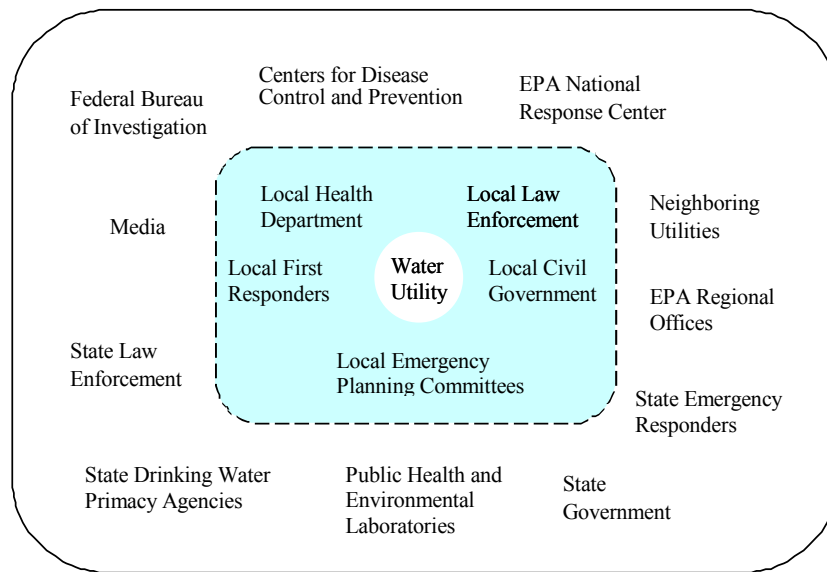 Federal Bureau
of Investigation
Centers for Disease
Control and Prevention
EPA National
Response Center
Local Health
Department
Local Law
Enforcement
Media
Neighboring
Utilities
Local First
Responders
Water
Utility
Local Civil
Government
EPA Regional
Offices
State Law
Enforcement
Local Emergency
Planning Committees
State Emergency
Responders
State Drinking Water
Primacy Agencies
Public Health and
Environmental
Laboratories
State
Government